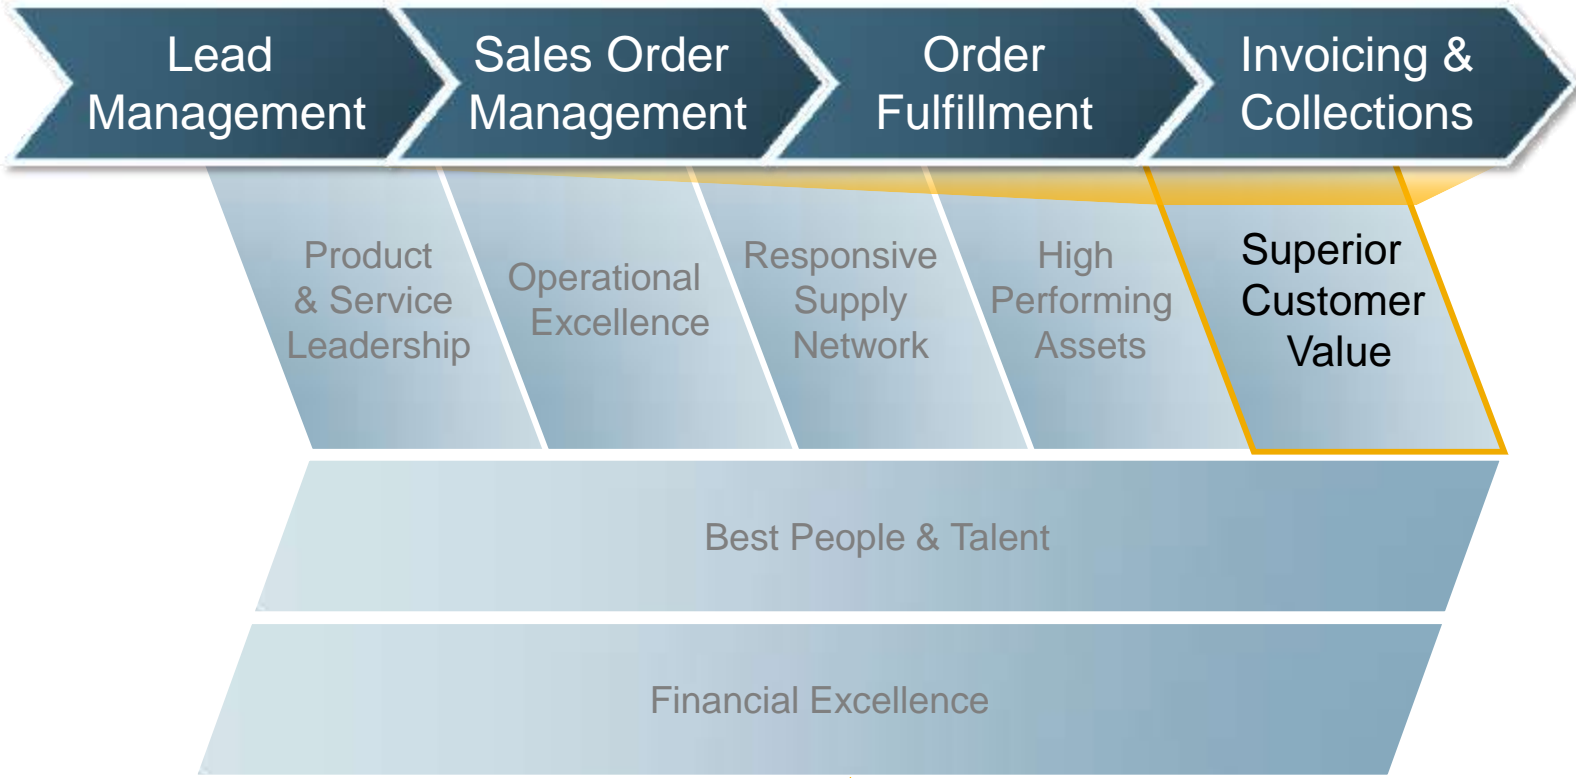 Lead
Management
Sales Order
Management
Order
Fulfillment
Invoicing &
Collections
Product
& Service
Leadership
Operational
Excellence
Responsive
Supply
Network
High
Performing
Assets
Superior
Customer
Value
Best People & Talent
Financial Excellence